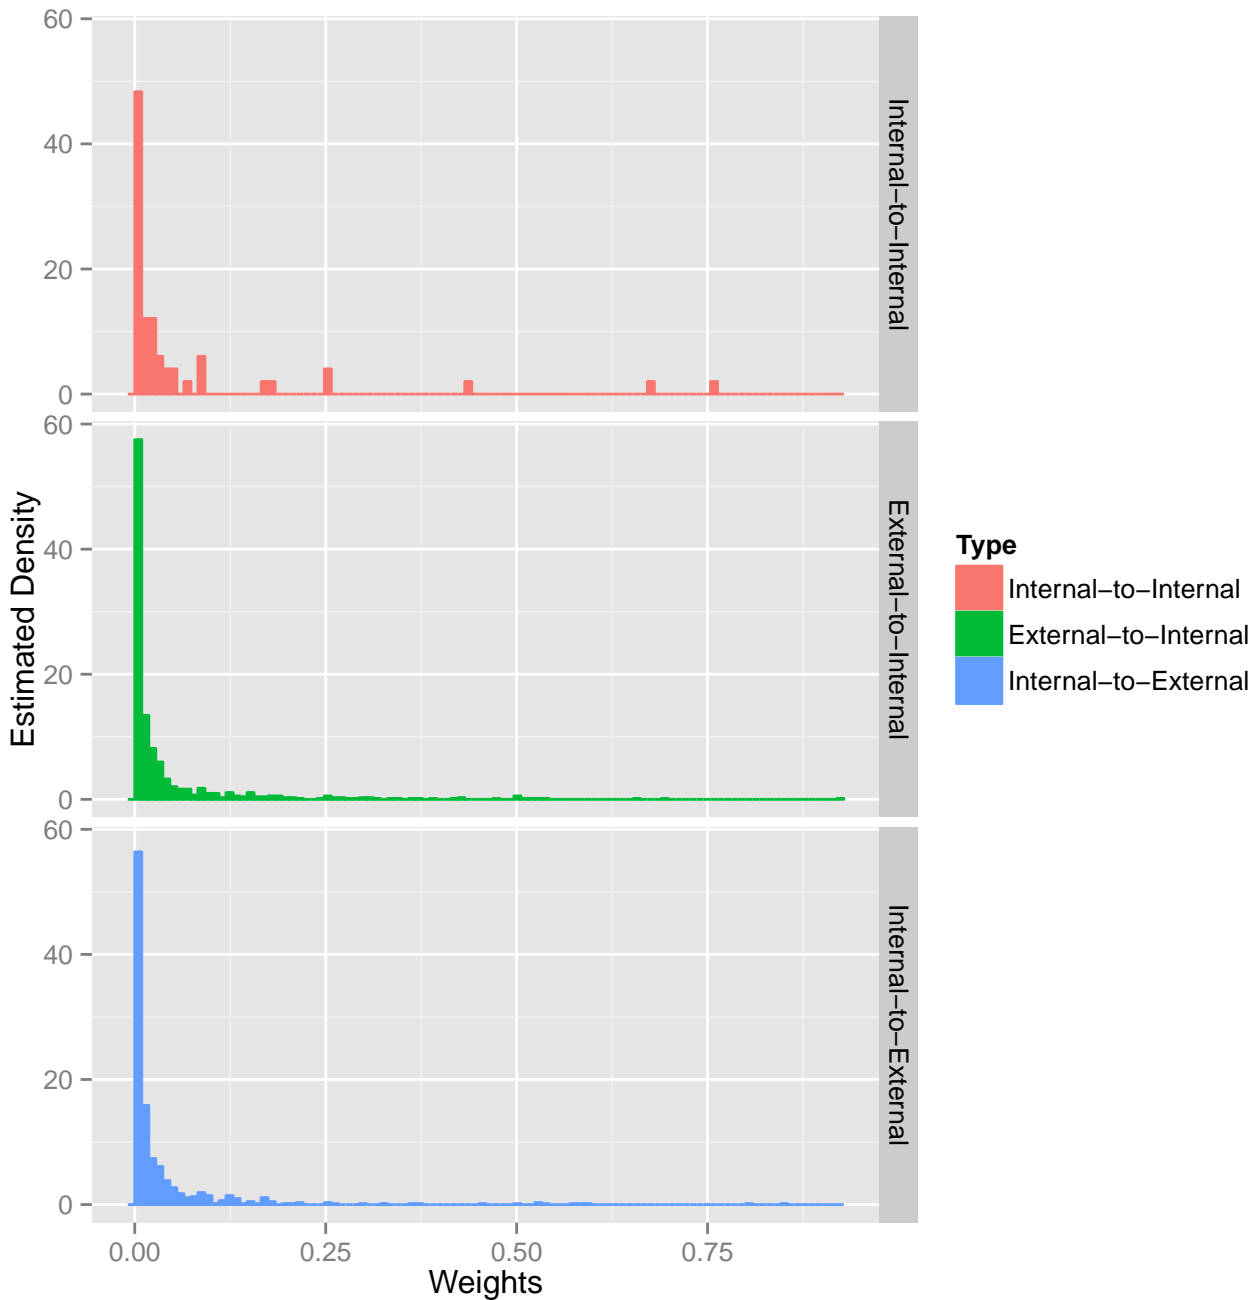 60
40
20
0
Internal−to−Internal
60
40
20
0
External−to−Internal
60
40
20
0
Internal−to−External
0.00 0.25 0.50 0.75
Weights
Estimated Density
Type
Internal−to−Internal
External−to−Internal
Internal−to−External